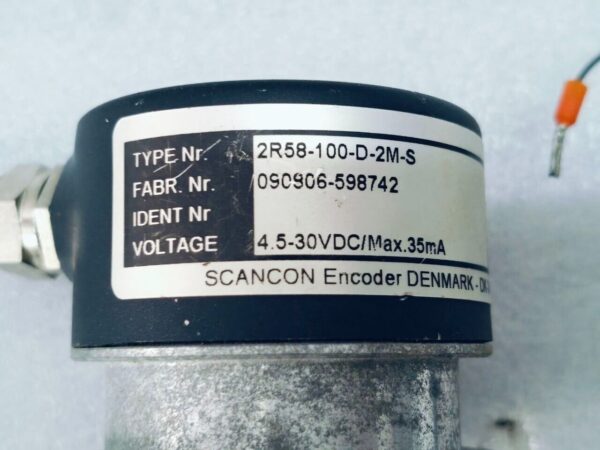 TYPE Nr. 2R58-100-D-2M-S
FABR. Nr. 090906-598742
IDENT Nr
VOLTAGE 4.5-30VDC/Max.35mA
SCANCON Encoder DENMARK -